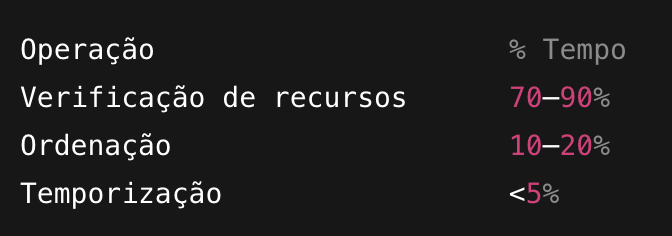 Operação % Tempo
Verificação de recursos 70–90%
Ordenação 10–20%
Temporização <5%